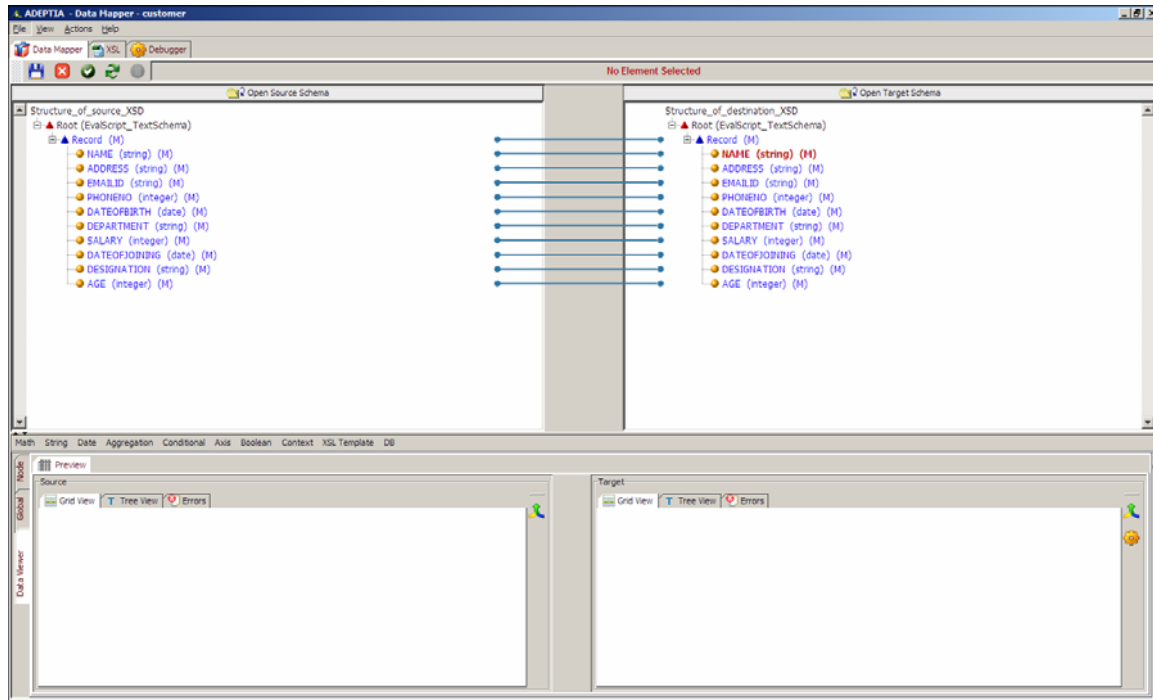 ADEPTIA - Data Mapper - customer
File View Actions Help
Data Mapper XSL Debugger
No Element Selected
Open Source Schema
Open Target Schema
Structure_of_source_XSD
Root (EvalScript_TextSchema)
Record (M)
NAME (string) (M)
ADDRESS (string) (M)
EMAILID (string) (M)
PHONENO (integer) (M)
DATEOFBIRTH (date) (M)
DEPARTMENT (string) (M)
SALARY (integer) (M)
DATEOFJOINING (date) (M)
DESIGNATION (string) (M)
AGE (integer) (M)
Structure_of_destination_XSD
Root (EvalScript_TextSchema)
Record (M)
NAME (string) (M)
ADDRESS (string) (M)
EMAILID (string) (M)
PHONENO (integer) (M)
DATEOFBIRTH (date) (M)
DEPARTMENT (string) (M)
SALARY (integer) (M)
DATEOFJOINING (date) (M)
DESIGNATION (string) (M)
AGE (integer) (M)
Math String Date Aggregation Conditional Axis Boolean Context XSL Template DB
Node
Global
Data Viewer
Preview
Source
Grid View T Tree View Errors
Target
Grid View T Tree View Errors